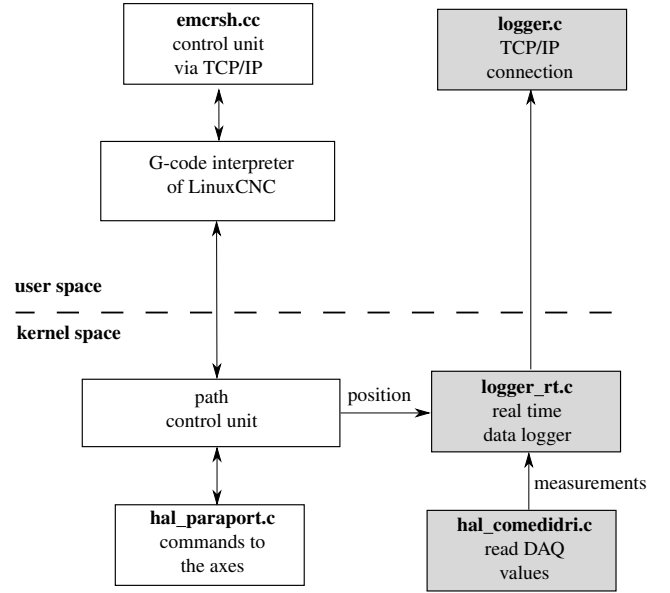 emcrsh.cc
control unit
via TCP/IP
logger.c
TCP/IP
connection
G-code interpreter
of LinuxCNC
user space
kernel space
path
control unit
position
logger_rt.c
real time
data logger
measurements
hal_paraport.c
commands to
the axes
hal_comedidri.c
read DAQ
values